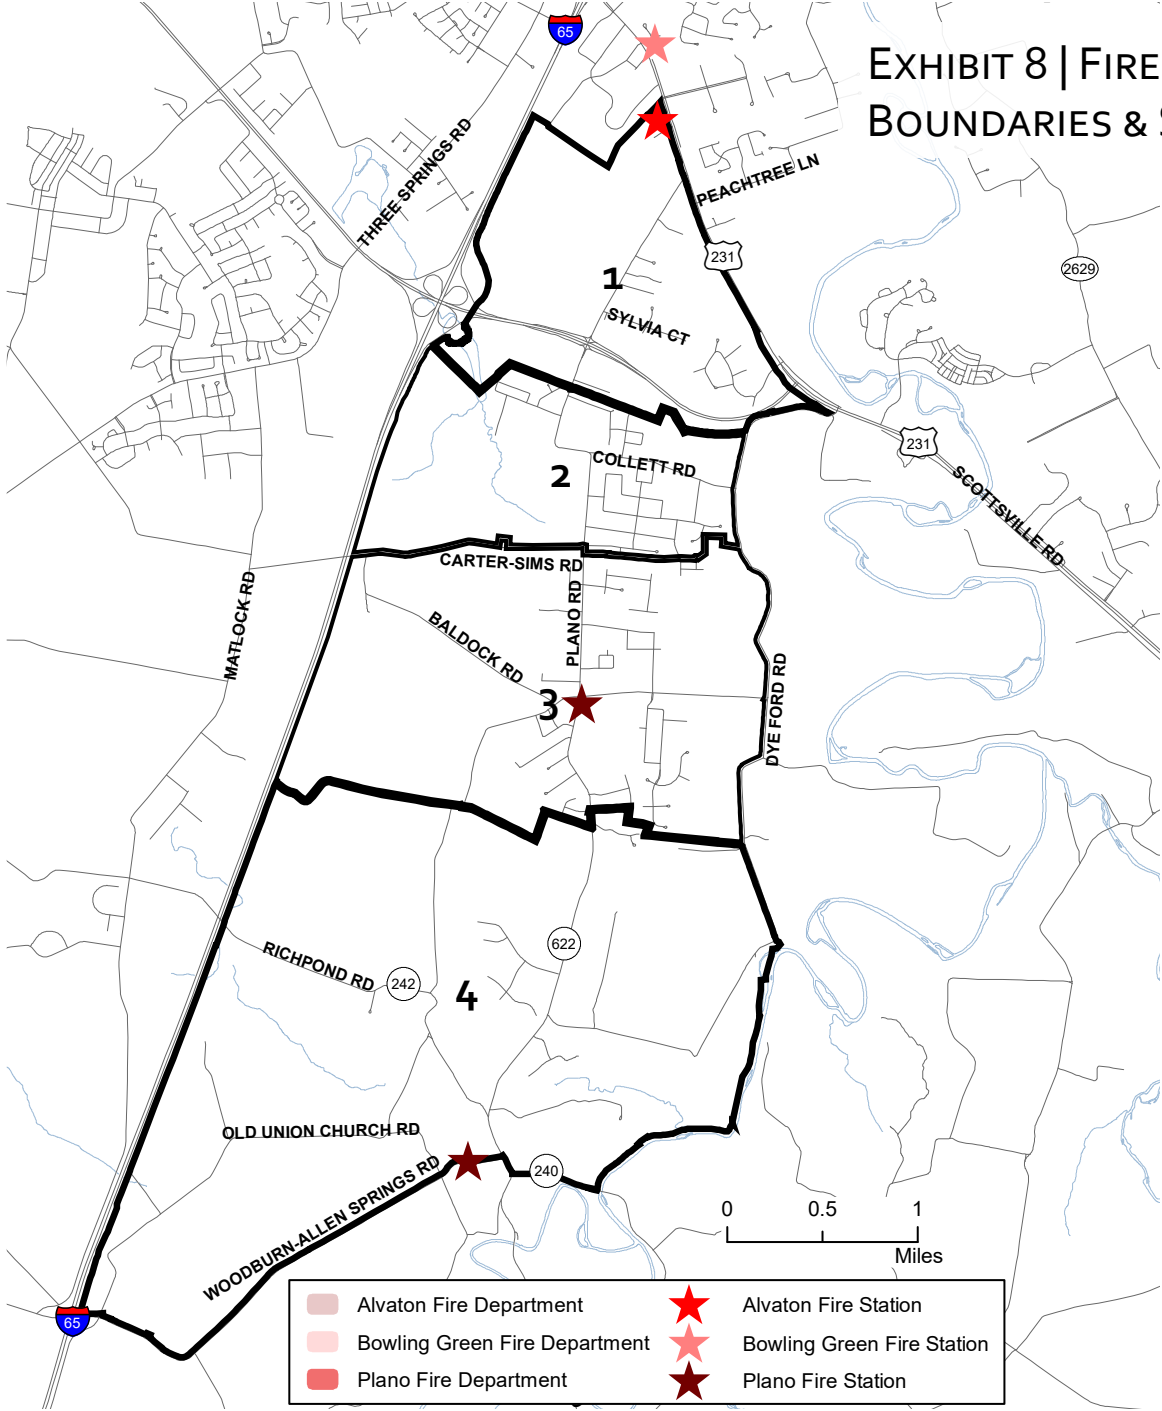 EXHIBIT 8 | FIRE
BOUNDARIES &
65
THREE SPRINGS RD
PEACHTREE LN
231
2629
1
SYLVIA CT
231
2
COLLETT RD
SCOTTSVILLE RD
CARTER-SIMS RD
MATLOCK RD
PLANO RD
BALDOCK RD
DYE FORD RD
3
622
RICHPOND RD
242
4
OLD UNION CHURCH RD
240
WOODBURN-ALLEN SPRINGS RD
0 0.5 1
Miles
65
Alvaton Fire Department
Bowling Green Fire Department
Plano Fire Department
Alvaton Fire Station
Bowling Green Fire Station
Plano Fire Station